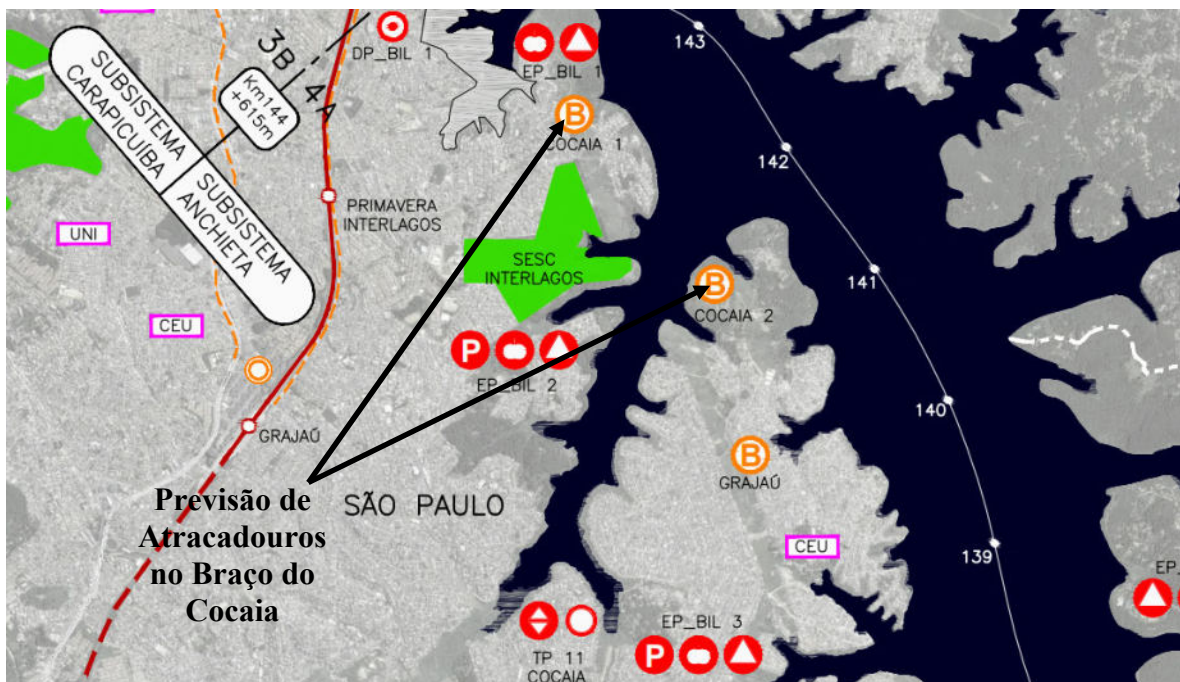 143
3B
4A
DP_BIL 1
EP_BIL 1
SUBSISTEMA
CARAPICUÍBA
Km144
+615m
SUBSISTEMA
ANCHIETA
B
COCAIA 1
142
PRIMAVERA
INTERLAGOS
UNI
SESC
INTERLAGOS
141
B
COCAIA 2
CEU
P
EP_BIL 2
140
GRAJAÚ
B
GRAJAÚ
Previsão de
Atracadouros
no Braço do
Cocaia
SÃO PAULO
CEU
139
EP_
EP_BIL 3
P
TP 11
COCAIA